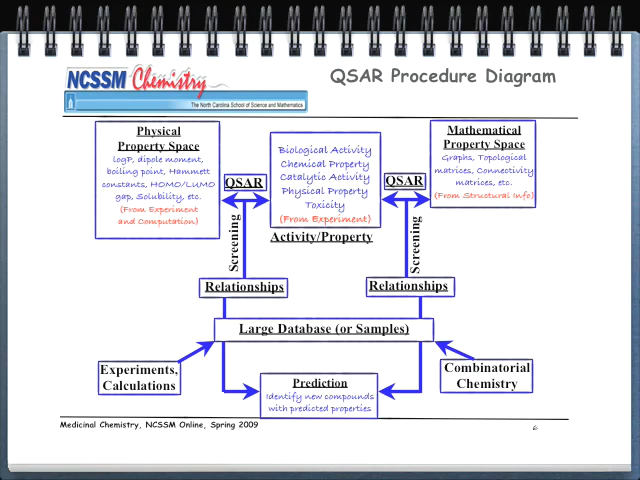 NCSSM Chemistry
The North Carolina School of Science and Mathematics
QSAR Procedure Diagram
Physical
Property Space
logP, dipole moment,
boiling point, Hammett
constants, HOMO/LUMO
gap, Solubility, etc.
(From Experiment
and Computation)
QSAR
Biological Activity
Chemical Property
Catalytic Activity
Physical Property
Toxicity
(From Experiment)
Activity/Property
QSAR
Mathematical
Property Space
Graphs, Topological
matrices, Connectivity
matrices, etc.
(From Structural Info)
Screening
Screening
Relationships
Relationships
Large Database (or Samples)
Experiments,
Calculations
Prediction
Identify new compounds
with predicted properties
Combinatorial
Chemistry
Medicinal Chemistry, NCSSM Online, Spring 2009
6